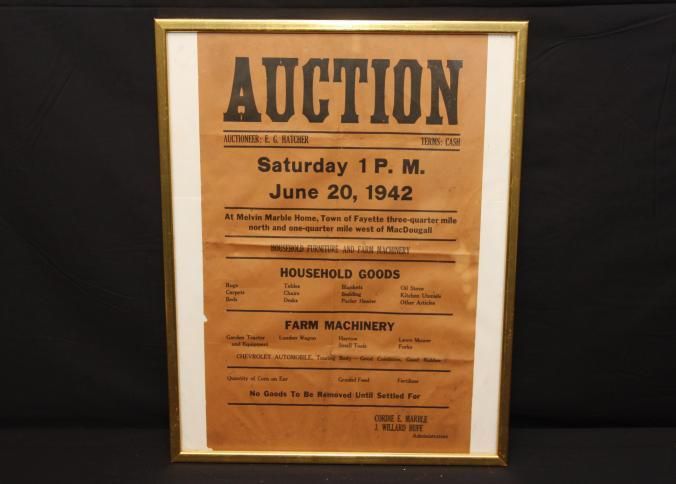 AUCTION
AUCTIONEER: E. G. HATCHER TERMS: CASH
Saturday 1 P. M.
June 20, 1942
At Melvin Marble Home, Town of Fayette three-quarter mile
north and one-quarter mile west of MacDougall
HOUSEHOLD FURNITURE AND FARM MACHINERY
HOUSEHOLD GOODS
Rugs Tables Blankets Oil Stove
Carpets Chairs Bedding Kitchen Utensils
Beds Desks Parlor Heater Other Articles
FARM MACHINERY
Garden Tractor Lumber Wagon Harrow Lawn Mower
and Equipment Small Tools Forks
CHEVROLET AUTOMOBILE, Touring Body—Good Condition, Good Rubber
Quantity of Corn on Ear Ground Feed Fertilizer
No Goods To Be Removed Until Settled For
CORDIE E. MARBLE
J. WILLARD HUFF
Administrators